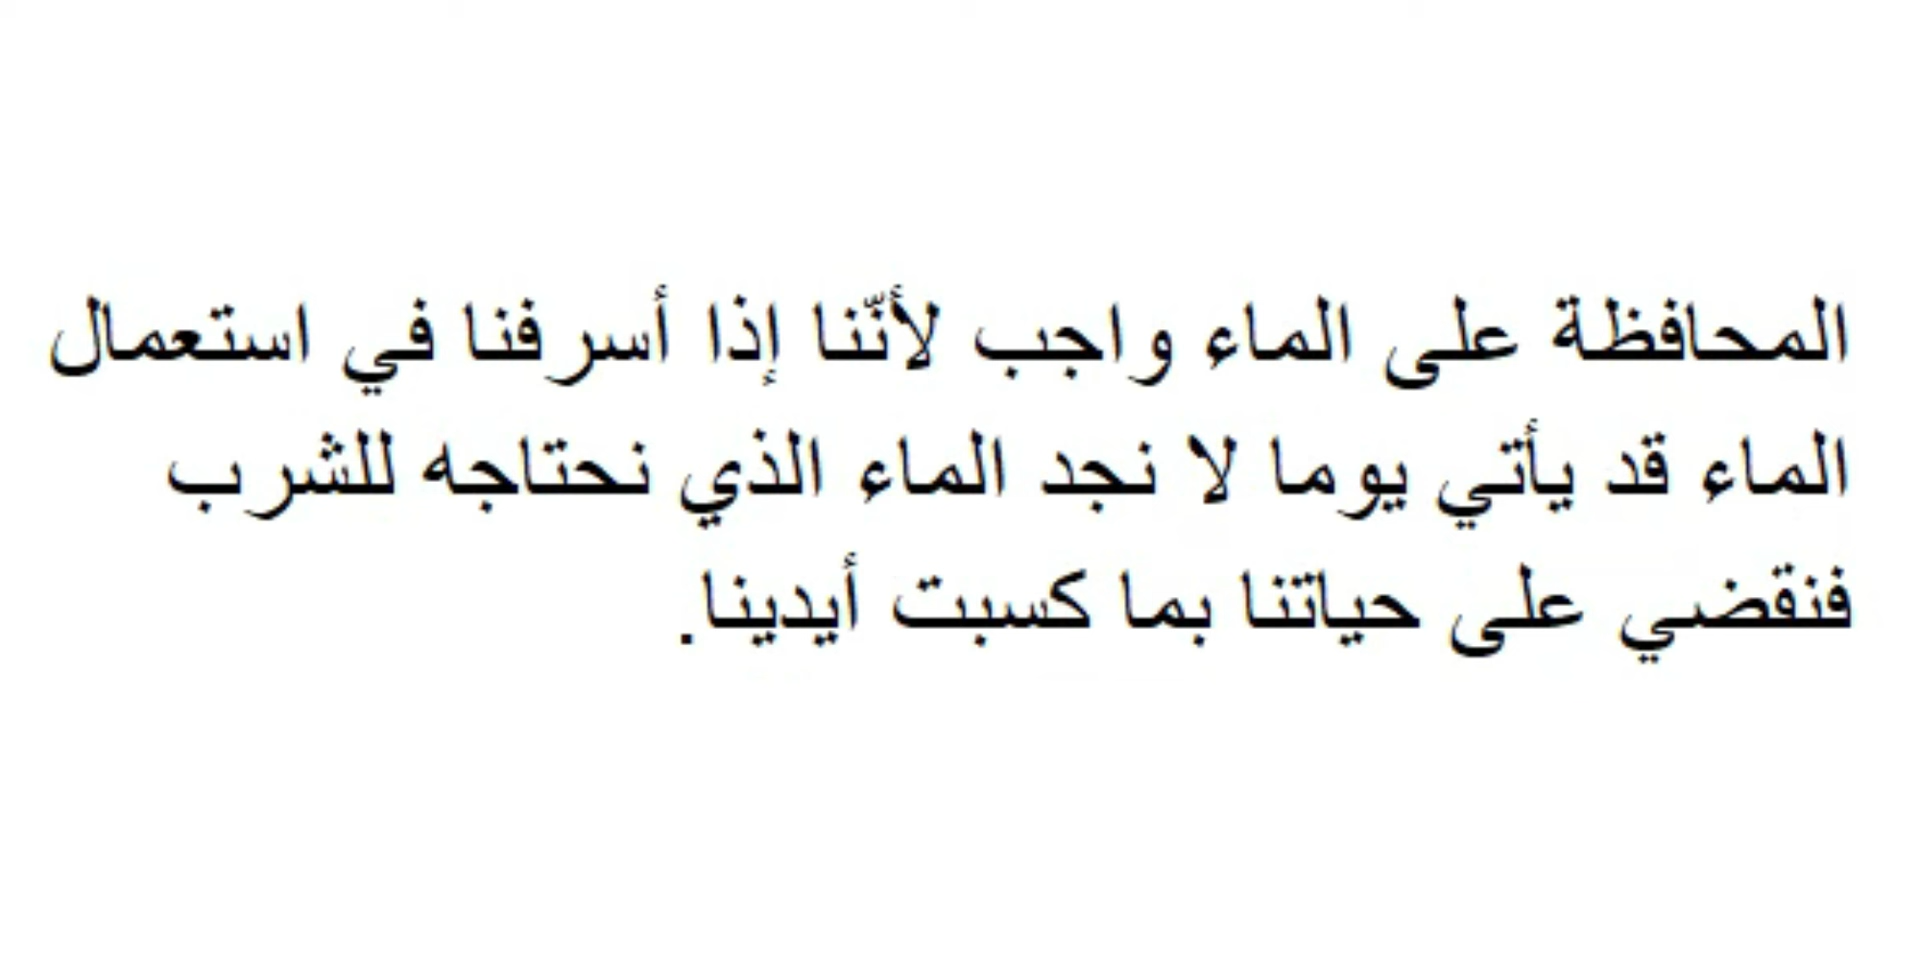 المحافظة على الماء واجب لأنّنا إذا أسرفنا في استعمال
الماء قد يأتي يوما لا نجد الماء الذي نحتاجه للشرب
فنقضي على حياتنا بما كسبت أيدينا.